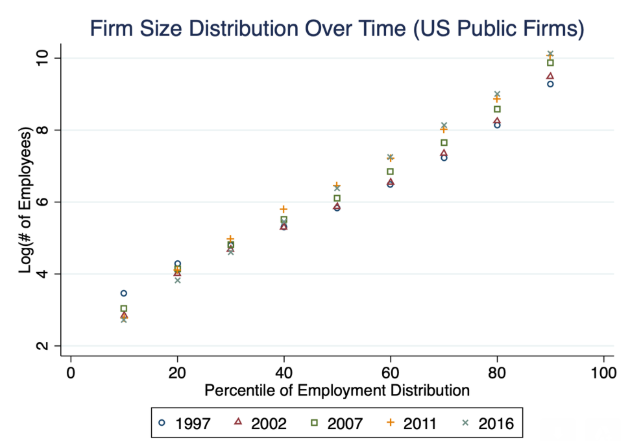 Firm Size Distribution Over Time (US Public Firms)
Log(# of Employees)
10
8
6
4
2
0 20 40 60 80 100
Percentile of Employment Distribution
1997 2002 2007 2011 2016